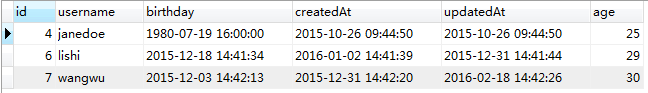 id username birthday createdAt updatedAt age
4 janedoe 1980-07-19 16:00:00 2015-10-26 09:44:50 2015-10-26 09:44:50 25
6 lishi 2015-12-18 14:41:34 2016-01-02 14:41:39 2015-12-31 14:41:44 29
7 wangwu 2015-12-03 14:42:13 2015-12-31 14:42:20 2016-02-18 14:42:26 30